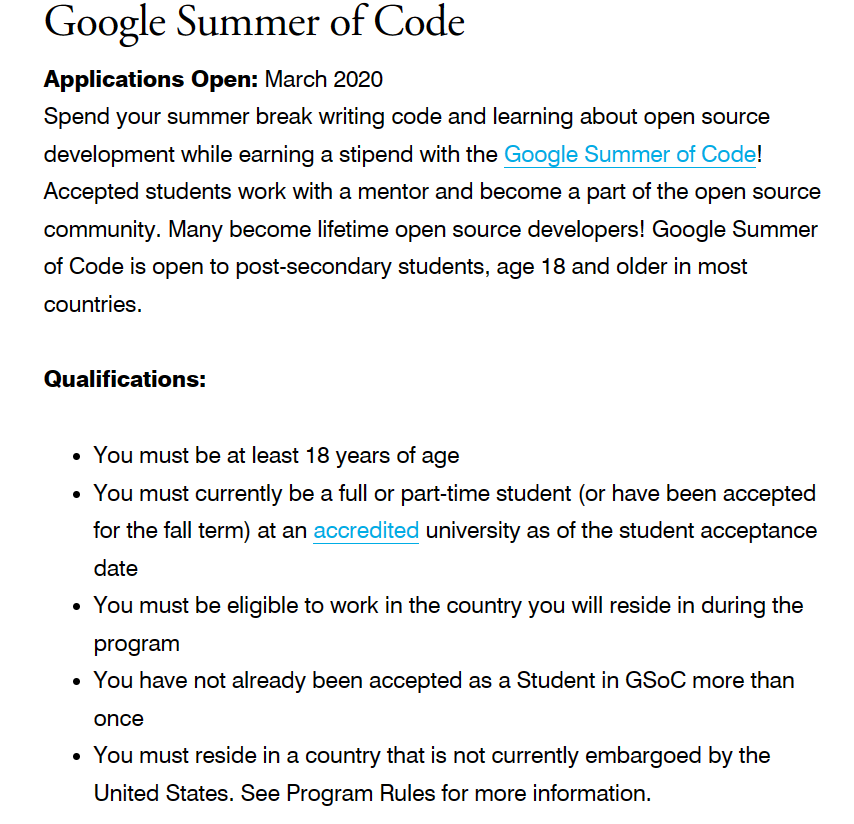 Google Summer of Code
Applications Open: March 2020
Spend your summer break writing code and learning about open source
development while earning a stipend with the Google Summer of Code!
Accepted students work with a mentor and become a part of the open source
community. Many become lifetime open source developers! Google Summer
of Code is open to post-secondary students, age 18 and older in most
countries.
Qualifications:
• You must be at least 18 years of age
• You must currently be a full or part-time student (or have been accepted
for the fall term) at an accredited university as of the student acceptance
date
• You must be eligible to work in the country you will reside in during the
program
• You have not already been accepted as a Student in GSoC more than
once
• You must reside in a country that is not currently embargoed by the
United States. See Program Rules for more information.